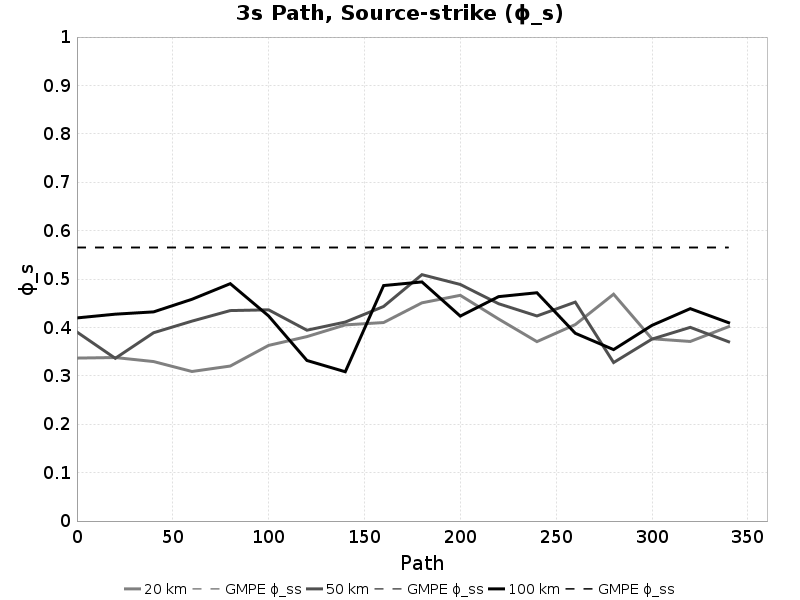 3s Path, Source-strike (ϕ_s)
1
0.9
0.8
0.7
0.6
0.5
0.4
0.3
0.2
0.1
0
ϕ_s
0 50 100 150 200 250 300 350
Path
20 km GMPE ϕ_ss 50 km GMPE ϕ_ss 100 km GMPE ϕ_ss